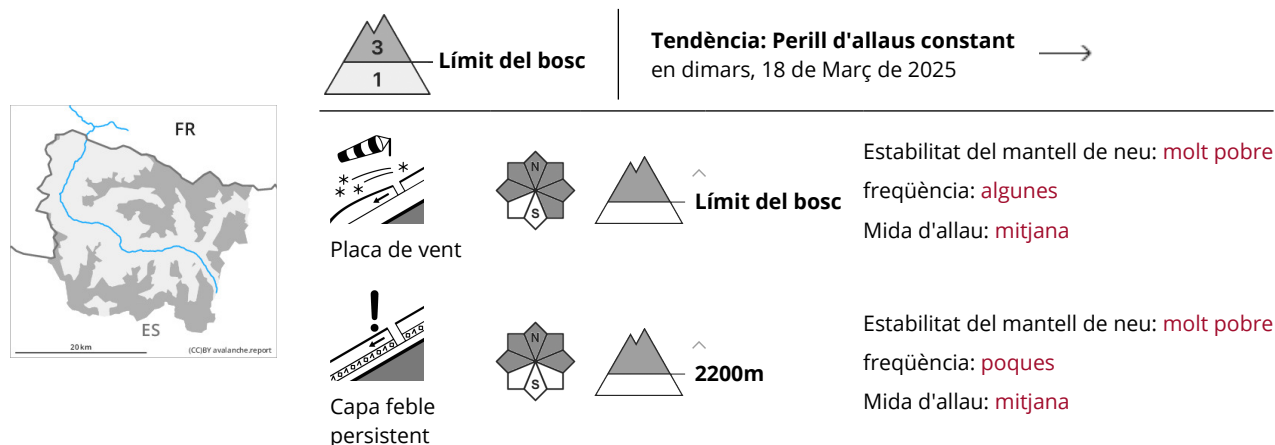 3
1
Límit del bosc
Tendència: Perill d'allaus constant
en dimars, 18 de Març de 2025
FR
ES
20 km
(CC)BY avalanche.report
N
S
Límit del bosc
Placa de vent
Estabilitat del mantell de neu: molt pobre
freqüència: algunes
Mida d'allau: mitjana
N
S
2200m
Capa feble
persistent
Estabilitat del mantell de neu: molt pobre
freqüència: poques
Mida d'allau: mitjana